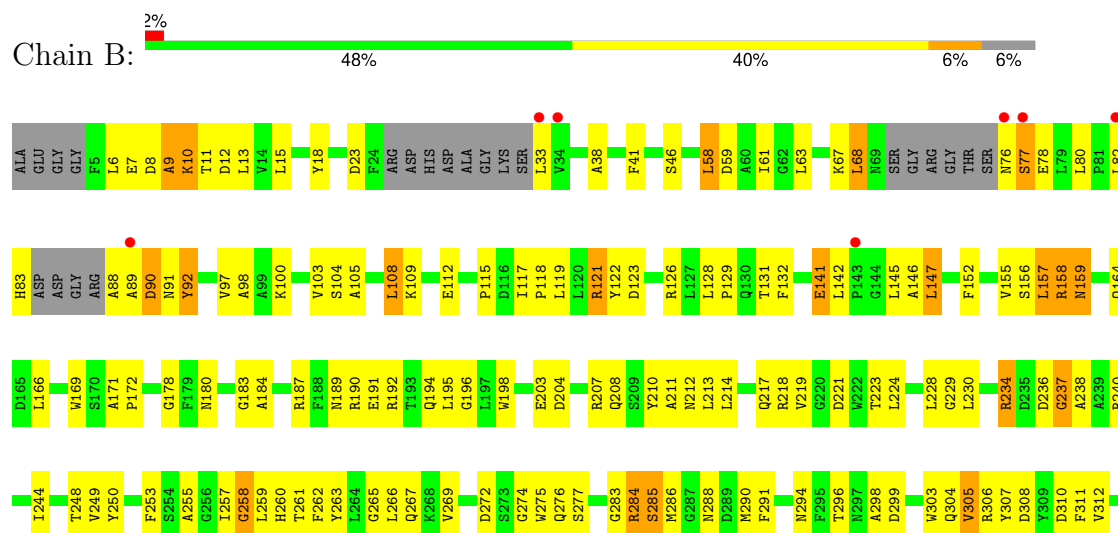 2%
Chain B:
48% 40% 6% 6%
ALA GLU GLY GLY F5 L6 E7 D8 A9 K10 T11 D12 L13 V14 L15 Y18 D23 F24 ARG ASP HIS ASP ALA GLY LYS SER L33 V34 A38 F41 S46 L58 D59 A60 I61 G62 L63 K67 L68 N69 SER GLY ARG GLY THR SER N76 S77 E78 L79 L80 P81 L82
H83 ASP ASP GLY ARG A88 A89 D90 N91 Y92 V97 A98 A99 K100 V103 S104 A105 L108 K109 E112 P115 D116 I117 P118 L119 L120 R121 Y122 D123 R126 L127 L128 P129 Q130 T131 F132 E141 L142 P143 G144 L145 A146 L147 F152 V155 S156 L157 R158 N159
D165 L166 W169 S170 A171 P172 G178 F179 N180 G183 A184 R187 F188 N189 R190 E191 R192 T193 Q194 L195 G196 L197 W198 E203 D204 R207 Q208 S209 Y210 A211 N212 L213 L214 Q217 R218 V219 G220 D221 W222 T223 L224 L228 G229 L230 R234 D235 D236 G237 A238 A239
I244 T248 V249 Y250 F253 S254 A255 G256 I257 G258 L259 H260 T261 F262 Y263 L264 G265 L266 Q267 K268 V269 D272 S273 G274 W275 Q276 S277 G283 R284 S285 M286 G287 N288 D289 M290 F291 N294 F295 T296 N297 A298 D299 W303 Q304 V305 R306 Y307 D308 Y309 D310 F311 V312